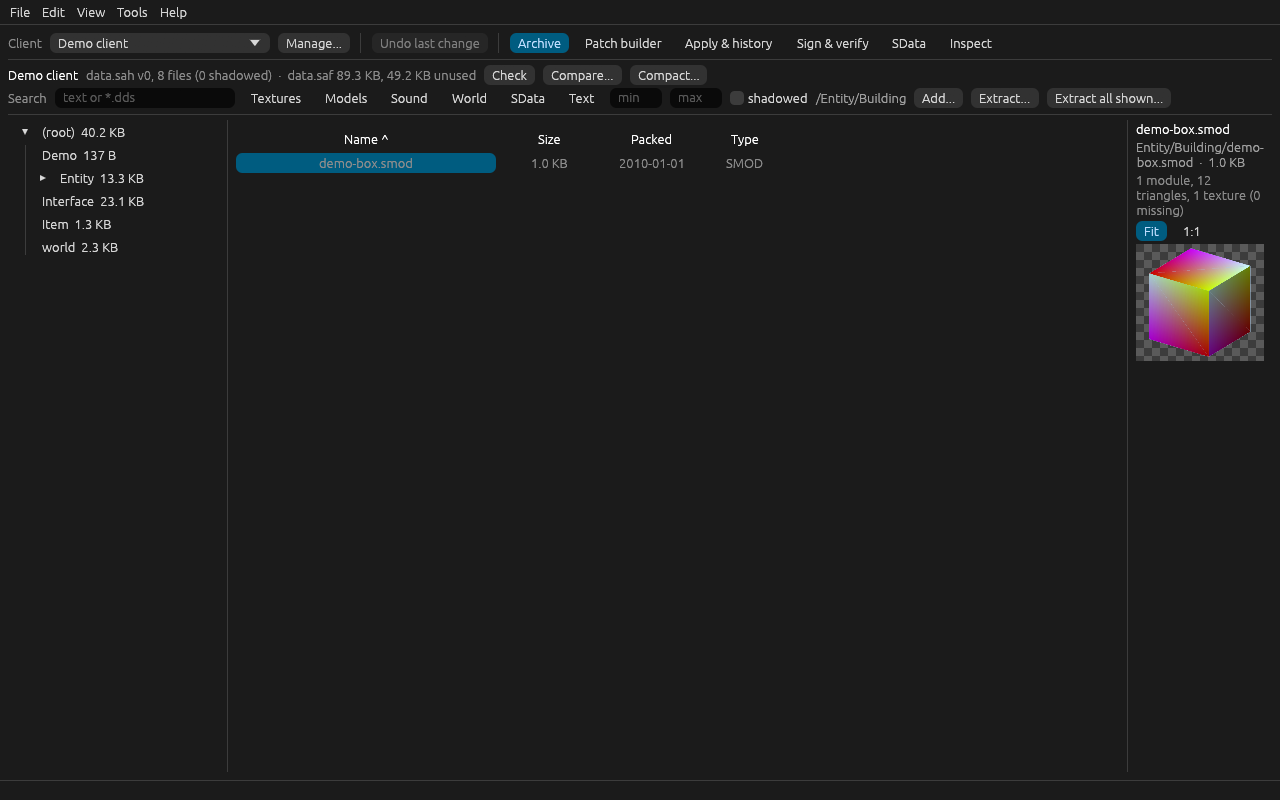 File Edit View Tools Help
Client Demo client Manage... Undo last change Archive Patch builder Apply & history Sign & verify SData Inspect
Demo client data.sah v0, 8 files (0 shadowed) · data.saf 89.3 KB, 49.2 KB unused Check Compare... Compact...
Search text or *.dds Textures Models Sound World SData Text min max shadowed /Entity/Building Add... Extract... Extract all shown...
(root) 40.2 KB
Demo 137 B
Entity 13.3 KB
Interface 23.1 KB
Item 1.3 KB
world 2.3 KB
Name ^ Size Packed Type
demo-box.smod 1.0 KB 2010-01-01 SMOD
demo-box.smod
Entity/Building/demo-
box.smod · 1.0 KB
1 module, 12
triangles, 1 texture (0
missing)
Fit 1:1